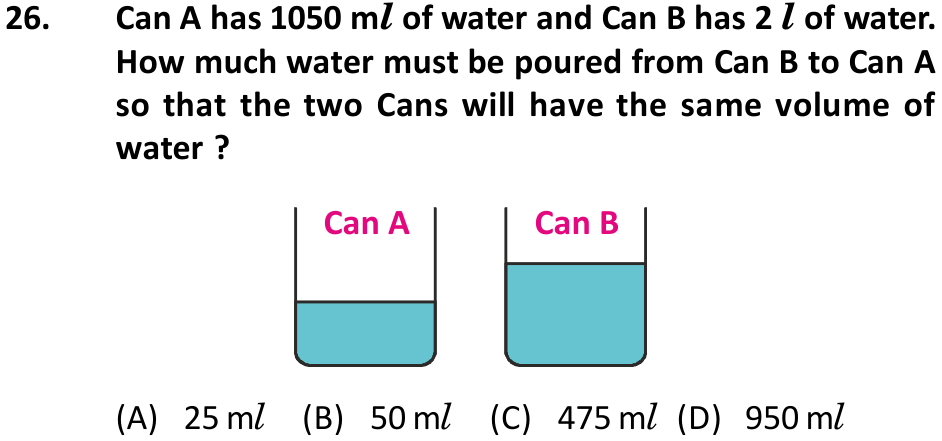 26. Can A has 1050 ml of water and Can B has 2 l of water.
How much water must be poured from Can B to Can A
so that the two Cans will have the same volume of
water ?
Can A Can B
(A) 25 ml (B) 50 ml (C) 475 ml (D) 950 ml